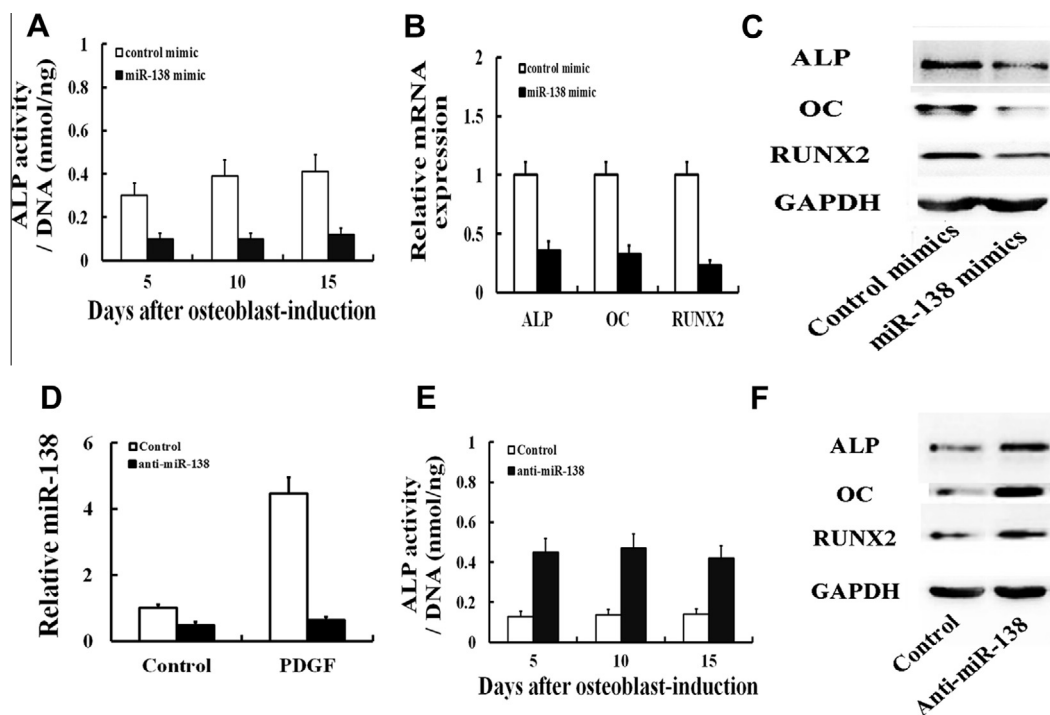 A
ALP activity
/ DNA (nmol/ng)
1
0.8
0.6
0.4
0.2
0
control mimic
miR-138 mimic
5 10 15
Days after osteoblast-induction
B
Relative mRNA
expression
1
1
0.5
0.25
0
control mimic
miR-138 mimic
ALP OC RUNX2
C
ALP
OC
RUNX2
GAPDH
Control mimics
miR-138 mimics
D
Relative miR-138
6
4
2
0
Control
anti-miR-138
Control PDGF
E
ALP activity
/ DNA (nmol/ng)
1
0.8
0.6
0.4
0.2
0
Control
anti-miR-138
5 10 15
Days after osteoblast-induction
F
ALP
OC
RUNX2
GAPDH
Control
Anti-miR-138